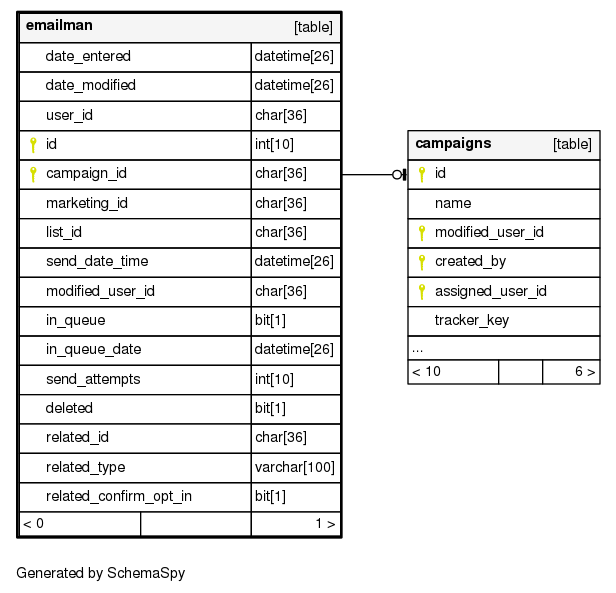 emailman [table]
date_entered datetime[26]
date_modified datetime[26]
user_id char[36]
id int[10]
campaign_id char[36]
marketing_id char[36]
list_id char[36]
send_date_time datetime[26]
modified_user_id char[36]
in_queue bit[1]
in_queue_date datetime[26]
send_attempts int[10]
deleted bit[1]
related_id char[36]
related_type varchar[100]
related_confirm_opt_in bit[1]
< 0 1 >
campaigns [table]
id
name
modified_user_id
created_by
assigned_user_id
tracker_key
...
< 10 6 >
Generated by SchemaSpy